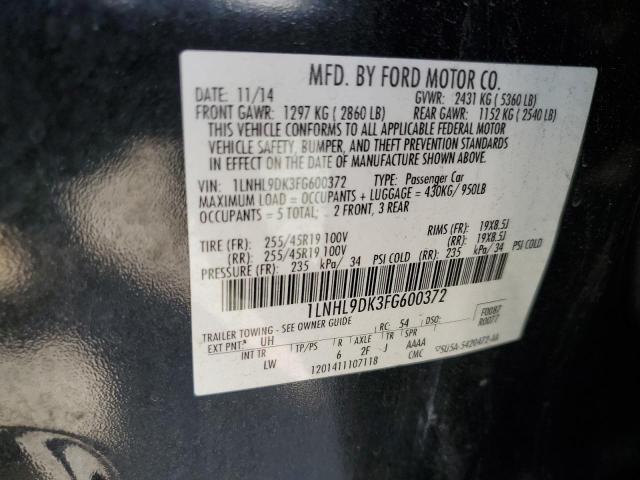 MFD. BY FORD MOTOR CO.
DATE: 11/14 GVWR: 2431 KG ( 5360 LB)
FRONT GAWR: 1297 KG ( 2860 LB) REAR GAWR: 1152 KG ( 2540 LB)
THIS VEHICLE CONFORMS TO ALL APPLICABLE FEDERAL MOTOR
VEHICLE SAFETY, BUMPER, AND THEFT PREVENTION STANDARDS
IN EFFECT ON THE DATE OF MANUFACTURE SHOWN ABOVE.
VIN: 1LNHL9DK3FG600372 TYPE: Passenger Car
MAXIMUM LOAD = OCCUPANTS + LUGGAGE = 430KG/ 950LB
OCCUPANTS = 5 TOTAL; 2 FRONT, 3 REAR
TIRE (FR): 255/45R19 100V RIMS (FR): 19X8.5J
(RR): 255/45R19 100V (RR): 19X8.5J
PRESSURE (FR): 235 kPa/ 34 PSI COLD (RR): 235 kPa/ 34 PSI COLD
1LNHL9DK3FG600372
F0087
R0077
TRAILER TOWING - SEE OWNER GUIDE RC: 54 DSO:
EXT PNT: UH TP/PS R AXLE TR SPR
INT TR 6 2F J AAAA
LW 1201411107118 CMC 5U5A-5420472-AA